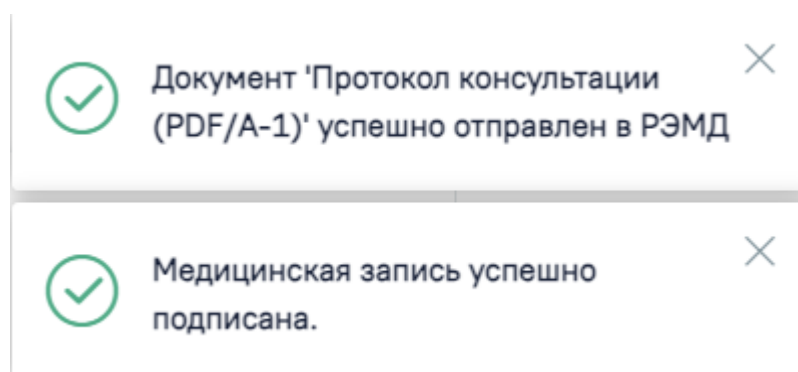 Документ 'Протокол консультации
(PDF/A-1)' успешно отправлен в РЭМД
Медицинская запись успешно
подписана.